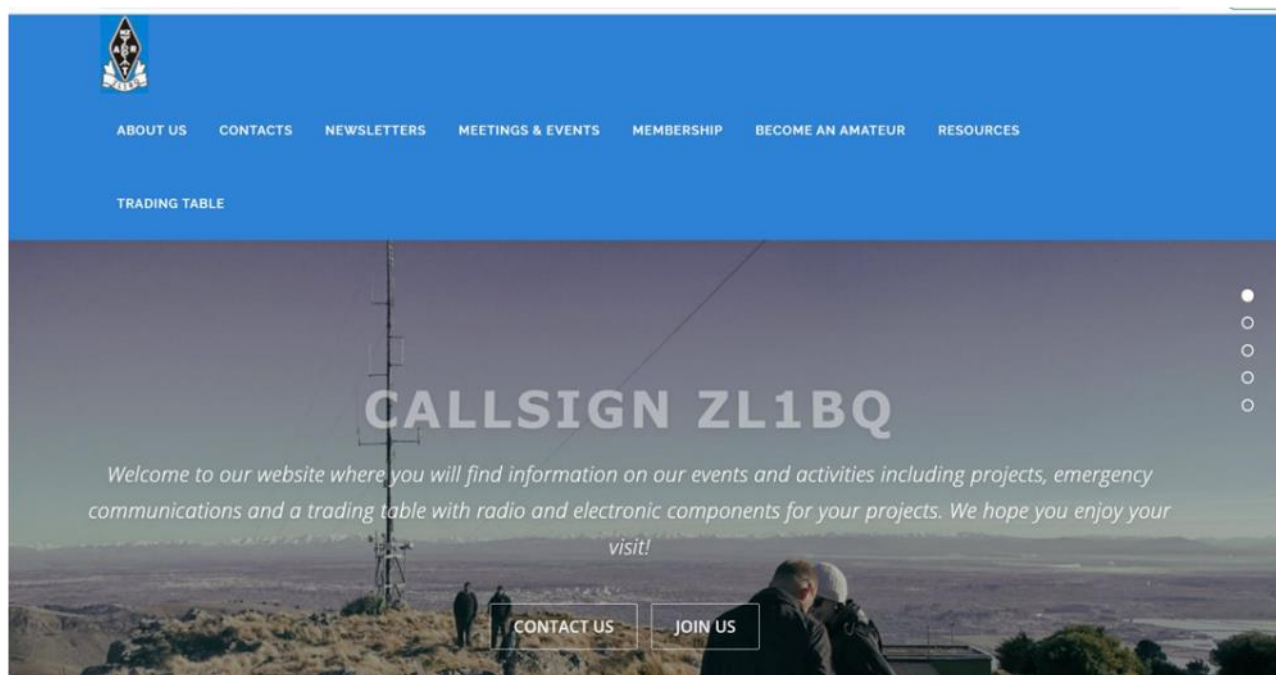 NZ
A R
T
ZL1BQ
ABOUT US CONTACTS NEWSLETTERS MEETINGS & EVENTS MEMBERSHIP BECOME AN AMATEUR RESOURCES
TRADING TABLE
CALLSIGN ZL1BQ
Welcome to our website where you will find information on our events and activities including projects, emergency
communications and a trading table with radio and electronic components for your projects. We hope you enjoy your
visit!
CONTACT US JOIN US